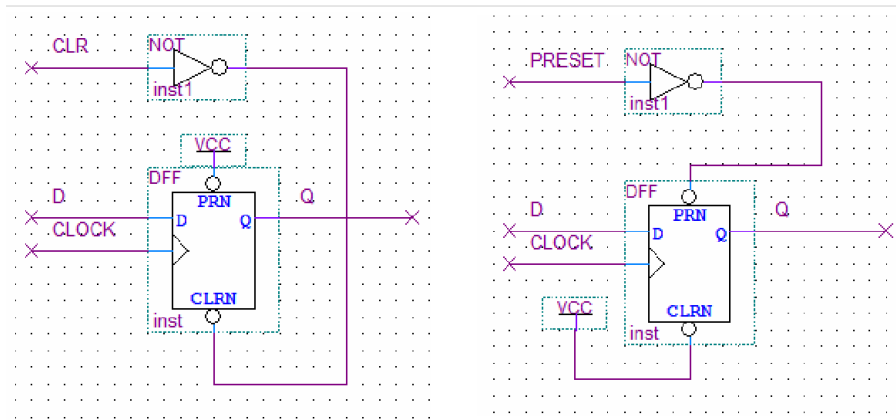 CLR
NOT
inst1
VCC
DFF
PRN
D
D
Q
Q
CLOCK
CLRN
inst
PRESET
NOT
inst1
DFF
PRN
D
D
Q
Q
CLOCK
VCC
CLRN
inst